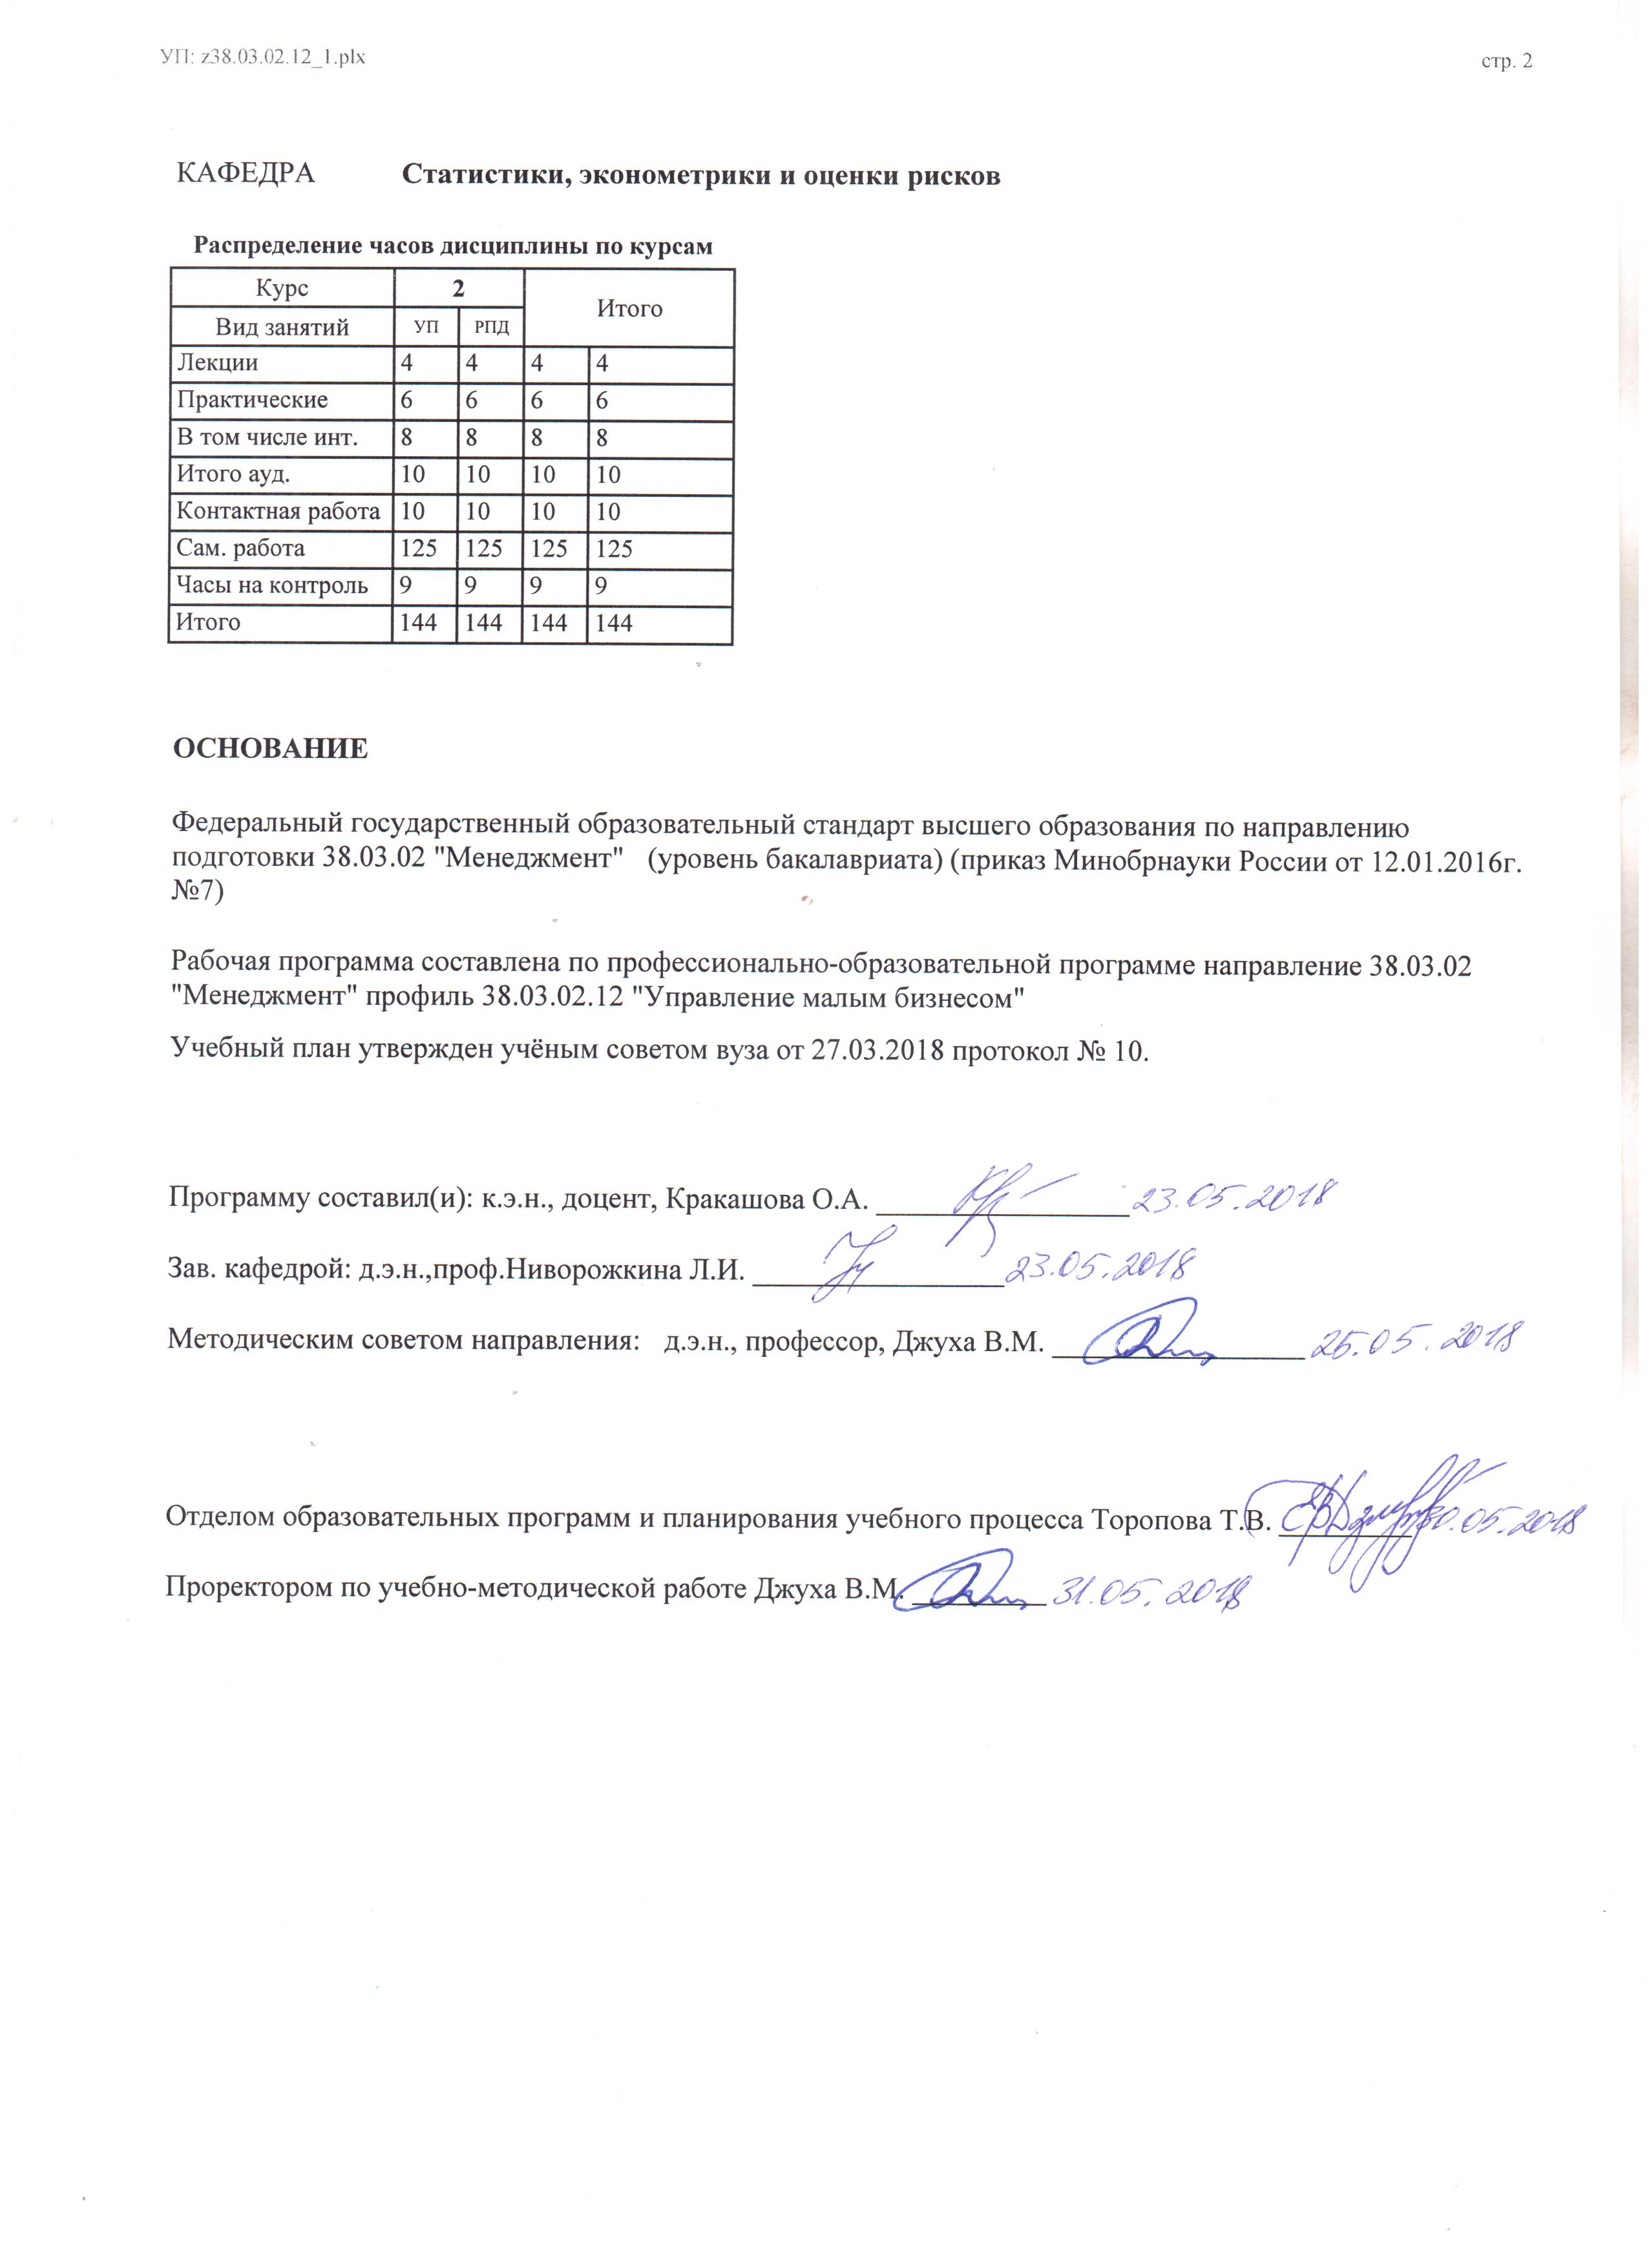 УП: z38.03.02.12_1.plx
стр. 2
КАФЕДРА Статистики, эконометрики и оценки рисков
Распределение часов дисциплины по курсам
Курс 2 Итого
Вид занятий УП РПД
Лекции 4 4 4 4
Практические 6 6 6 6
В том числе инт. 8 8 8 8
Итого ауд. 10 10 10 10
Контактная работа 10 10 10 10
Сам. работа 125 125 125 125
Часы на контроль 9 9 9 9
Итого 144 144 144 144
ОСНОВАНИЕ
Федеральный государственный образовательный стандарт высшего образования по направлению
подготовки 38.03.02 "Менеджмент" (уровень бакалавриата) (приказ Минобрнауки России от 12.01.2016г.
№7)
Рабочая программа составлена по профессионально-образовательной программе направление 38.03.02
"Менеджмент" профиль 38.03.02.12 "Управление малым бизнесом"
Учебный план утвержден учёным советом вуза от 27.03.2018 протокол № 10.
Программу составил(и): к.э.н., доцент, Кракашова О.А. 23.05.2018
Зав. кафедрой: д.э.н.,проф.Ниворожкина Л.И. 23.05.2018
Методическим советом направления: д.э.н., профессор, Джуха В.М. 25.05.2018
Отделом образовательных программ и планирования учебного процесса Торопова Т.В. 30.05.2018
Проректором по учебно-методической работе Джуха В.М. 31.05.2018